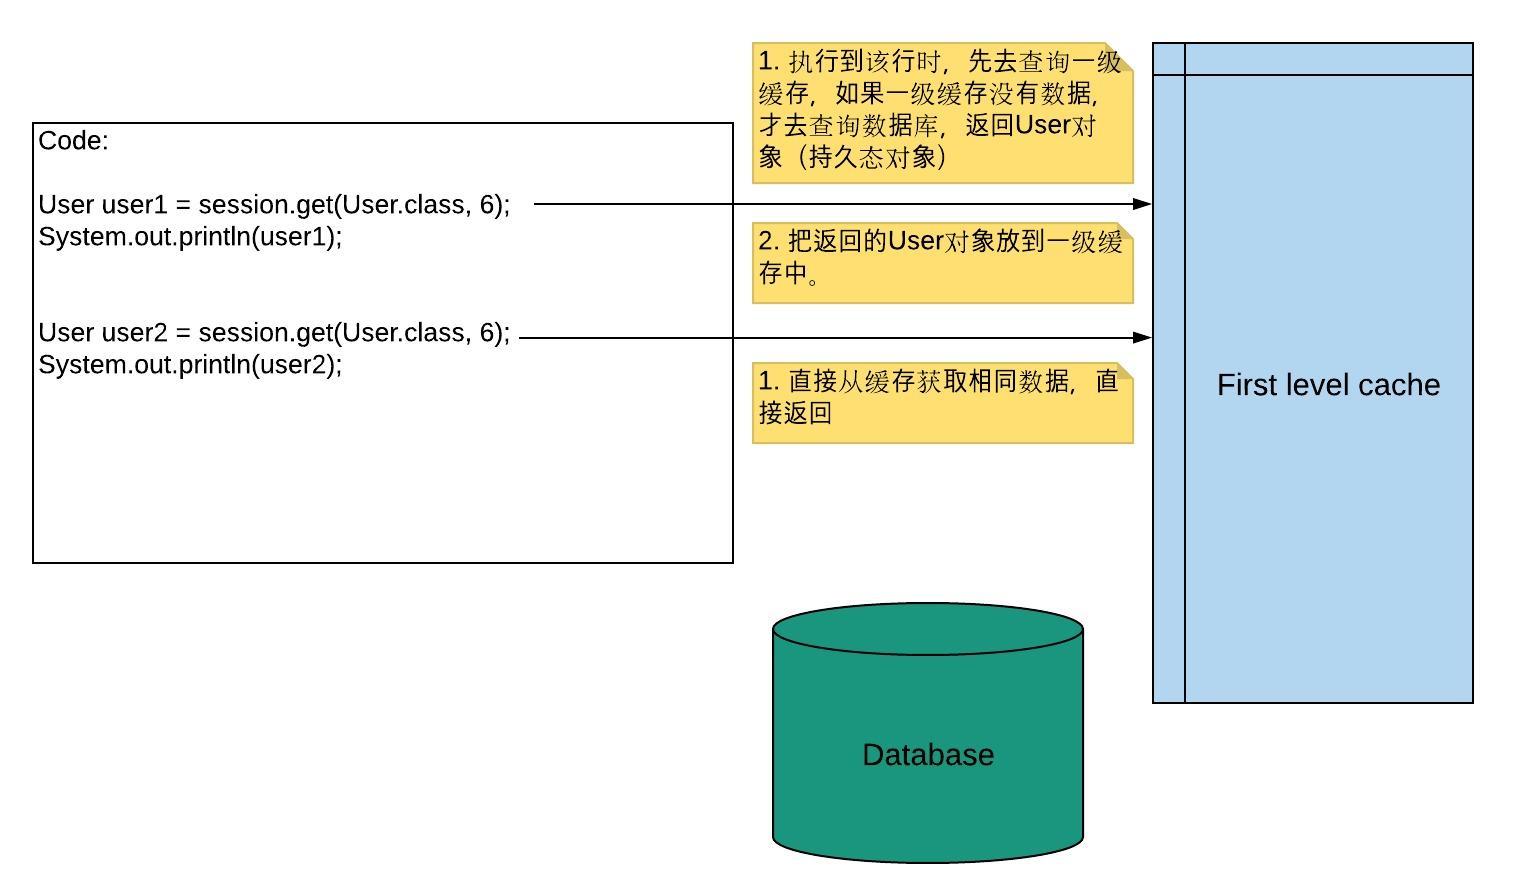 Code:
User user1 = session.get(User.class, 6);
System.out.println(user1);
User user2 = session.get(User.class, 6);
System.out.println(user2);
1. 执行到该行时，先去查询一级
缓存，如果一级缓存没有数据，
才去查询数据库，返回User对
象（持久态对象）
2. 把返回的User对象放到一级缓
存中。
1. 直接从缓存获取相同数据，直
接返回
First level cache
Database